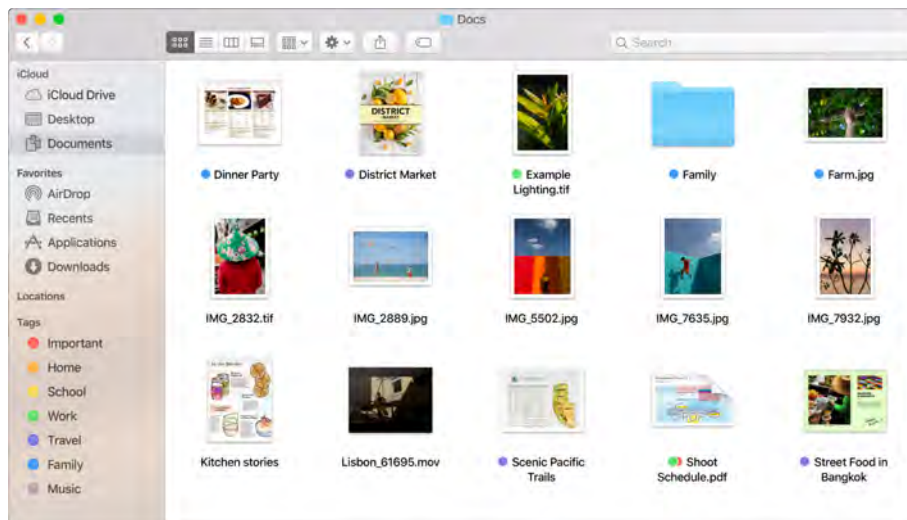 Docs
Search
iCloud
iCloud Drive
Desktop
Documents
Favorites
AirDrop
Recents
Applications
Downloads
Locations
Tags
Important
Home
School
Work
Travel
Family
Music
DISTRICT
MARKET
Dinner Party
District Market
Example
Lighting.tif
Family
Farm.jpg
IMG_2832.tif
IMG_2889.jpg
IMG_5502.jpg
IMG_7635.jpg
IMG_7932.jpg
Kitchen stories
Lisbon_61695.mov
Scenic Pacific
Trails
Shoot
Schedule.pdf
Street Food in
Bangkok